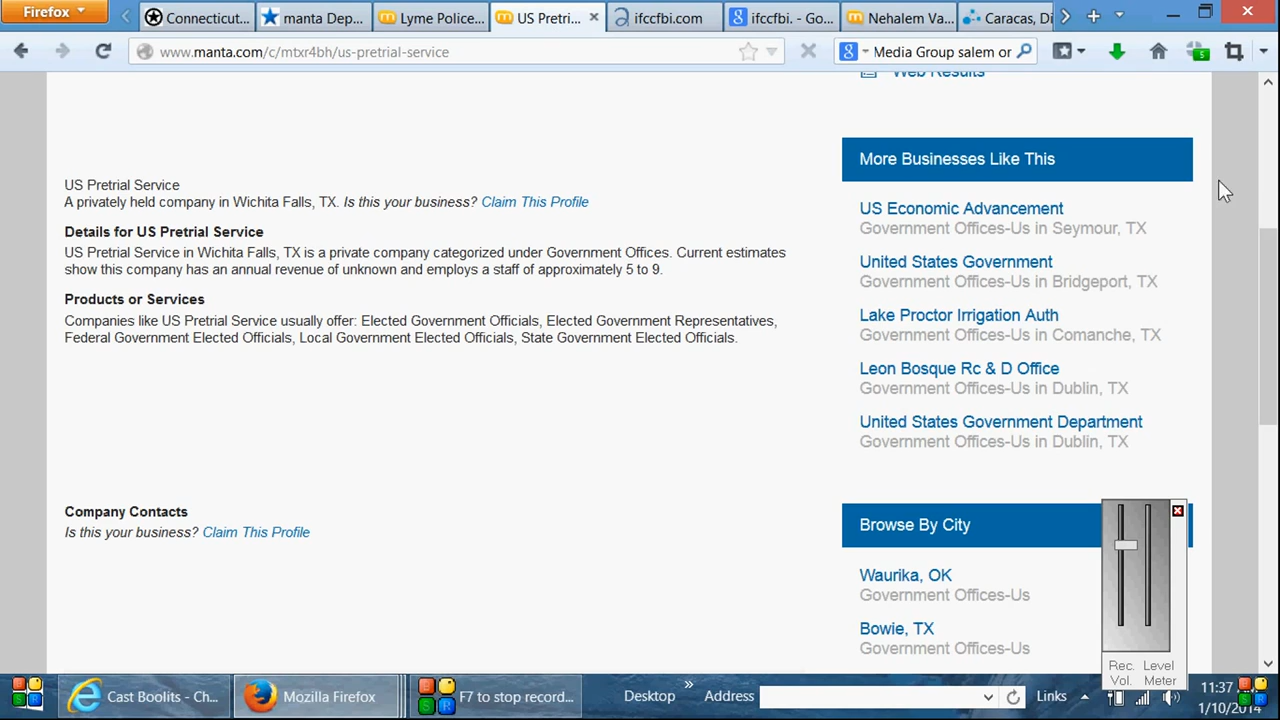 Firefox
Connecticut...
manta Dep...
Lyme Police...
US Pretri...
ifccfbi.com
ifccfbi. - Go...
Nehalem Va...
Caracas, Di
www.manta.com/c/mtxr4bh/us-pretrial-service
Media Group salem or
5
Web Results
More Businesses Like This
US Pretrial Service
A privately held company in Wichita Falls, TX. Is this your business? Claim This Profile
Details for US Pretrial Service
US Pretrial Service in Wichita Falls, TX is a private company categorized under Government Offices. Current estimates
show this company has an annual revenue of unknown and employs a staff of approximately 5 to 9.
Products or Services
Companies like US Pretrial Service usually offer: Elected Government Officials, Elected Government Representatives,
Federal Government Elected Officials, Local Government Elected Officials, State Government Elected Officials.
US Economic Advancement
Government Offices-Us in Seymour, TX
United States Government
Government Offices-Us in Bridgeport, TX
Lake Proctor Irrigation Auth
Government Offices-Us in Comanche, TX
Leon Bosque Rc & D Office
Government Offices-Us in Dublin, TX
United States Government Department
Government Offices-Us in Dublin, TX
Company Contacts
Is this your business? Claim This Profile
Browse By City
Waurika, OK
Government Offices-Us
Bowie, TX
Government Offices-Us
Rec. Level
Vol. Meter
Cast Boolits - Ch...
Mozilla Firefox
F7 to stop record...
Desktop
Address
Links
11:37
1/10/2014